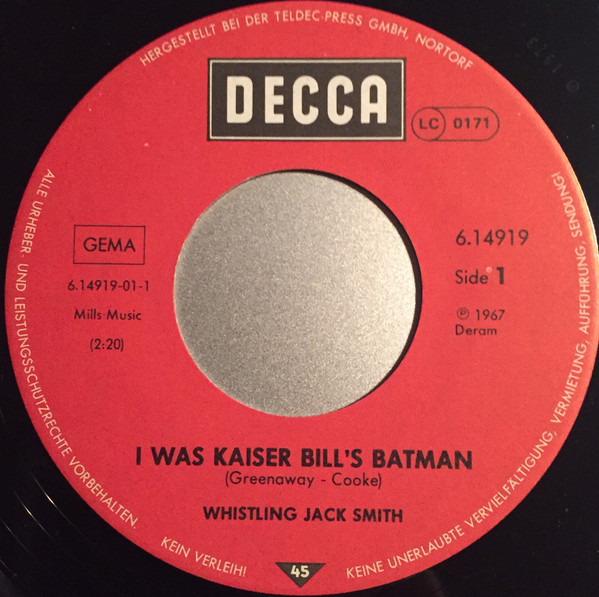 HERGESTELLT BEI DER TELDEC-PRESS GMBH, NORTORF
DECCA
LC 0171
GEMA
6.14919-01-1
Mills Music
(2:20)
6.14919
Side 1
℗ 1967
Deram
I WAS KAISER BILL'S BATMAN
(Greenaway - Cooke)
WHISTLING JACK SMITH
ALLE URHEBER- UND LEISTUNGSSCHUTZRECHTE VORBEHALTEN.
KEIN VERLEIH!
45
KEINE UNERLAUBTE VERVIELFÄLTIGUNG, VERMIETUNG, AUFFÜHRUNG, SENDUNG!